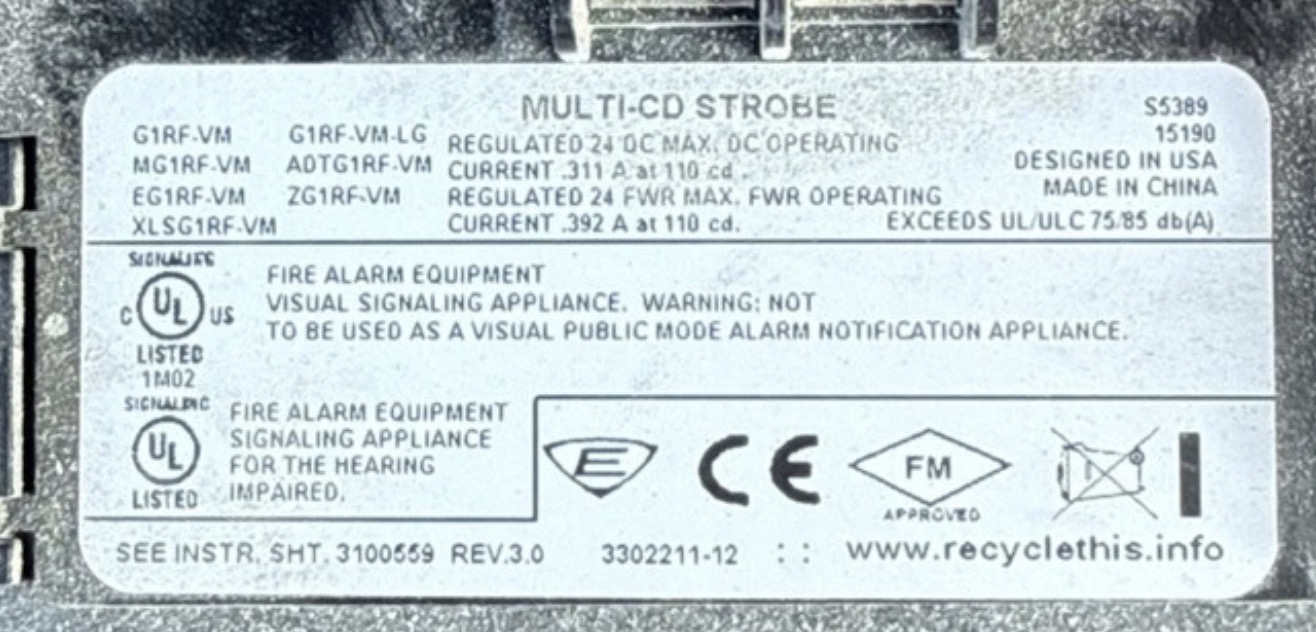 MULTI-CD STROBE
S5389
G1RF-VM G1RF-VM-LG REGULATED 24 DC MAX. DC OPERATING 15190
MG1RF-VM ADTG1RF-VM CURRENT .311 A at 110 cd. DESIGNED IN USA
EG1RF-VM ZG1RF-VM REGULATED 24 FWR MAX. FWR OPERATING MADE IN CHINA
XLSG1RF-VM CURRENT .392 A at 110 cd. EXCEEDS UL/ULC 75/85 db(A)
SIGNALING
C UL US
LISTED
1M02
FIRE ALARM EQUIPMENT
VISUAL SIGNALING APPLIANCE. WARNING: NOT
TO BE USED AS A VISUAL PUBLIC MODE ALARM NOTIFICATION APPLIANCE.
SIGNALING
UL
LISTED
FIRE ALARM EQUIPMENT
SIGNALING APPLIANCE
FOR THE HEARING
IMPAIRED.
E CE FM
APPROVED
SEE INSTR. SHT. 3100559 REV.3.0 3302211-12 : : www.recyclethis.info